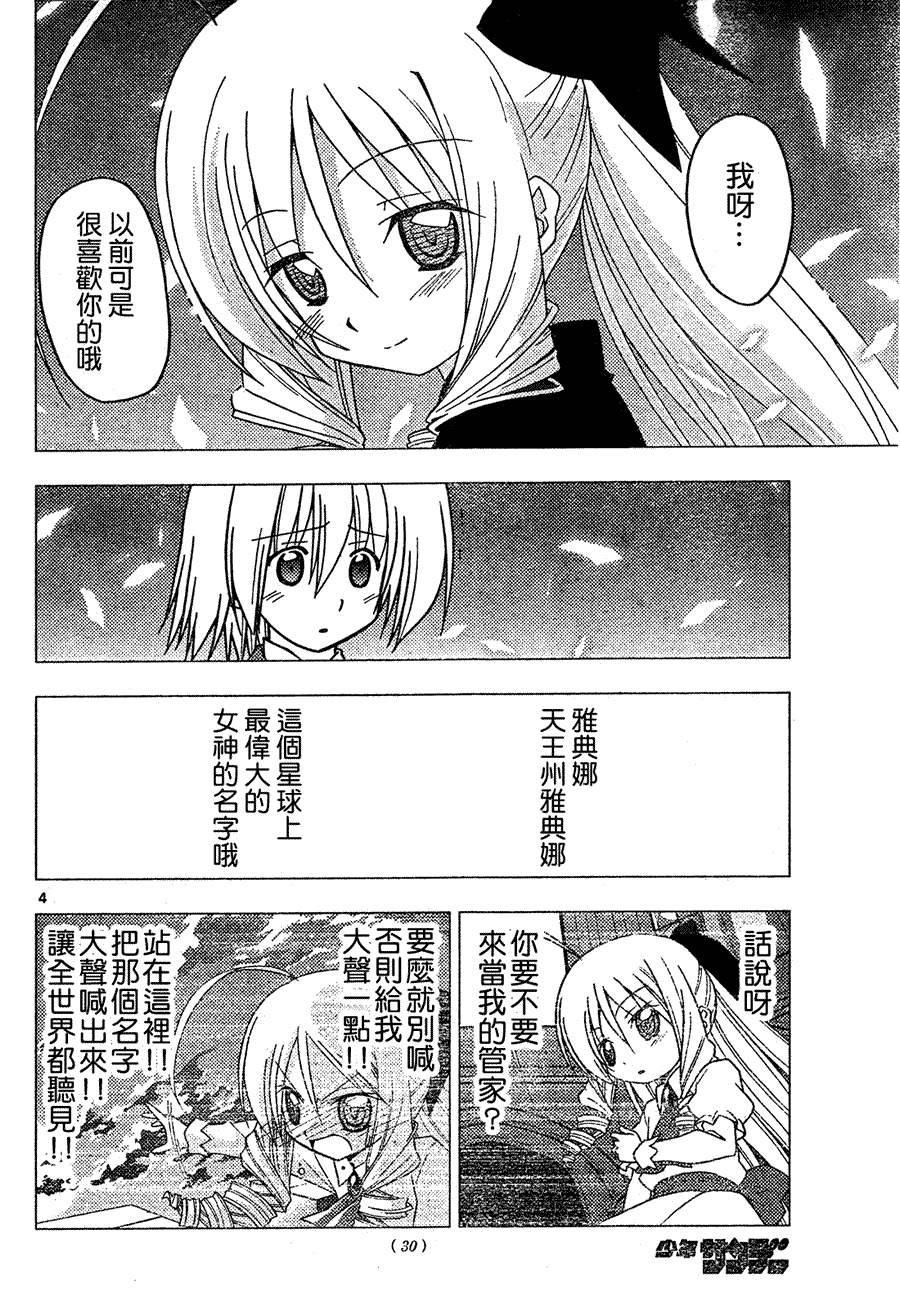 我呀…
以前可是
很喜歡你的哦
雅典娜
天王州雅典娜
這個星球上
最偉大的
女神的名字哦
4
話說呀
你要不要
來當我的管家?
要麼就別喊
否則給我
大聲一點!!
站在這裡!!
把那個名字
大聲喊出來!!
讓全世界都聽見!!
(30)
少年